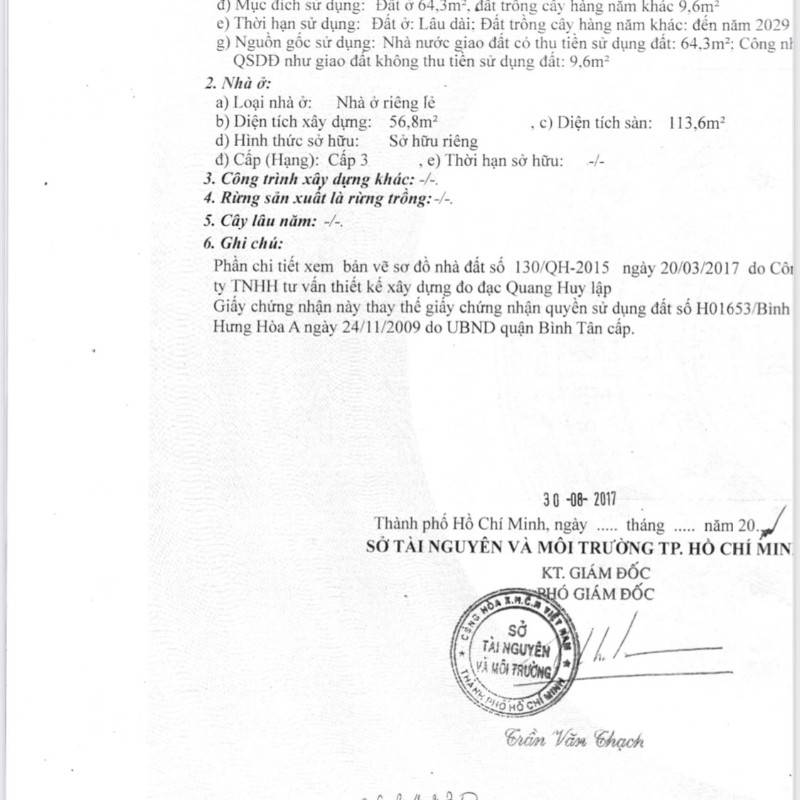 đ) Mục đích sử dụng: Đất ở 64,3m², đất trồng cây hàng năm khác 9,6m²
e) Thời hạn sử dụng: Đất ở: Lâu dài; Đất trồng cây hàng năm khác: đến năm 2029
g) Nguồn gốc sử dụng: Nhà nước giao đất có thu tiền sử dụng đất: 64,3m²; Công nh
QSDĐ như giao đất không thu tiền sử dụng đất: 9,6m²
2. Nhà ở:
a) Loại nhà ở: Nhà ở riêng lẻ
b) Diện tích xây dựng: 56,8m² , c) Diện tích sàn: 113,6m²
d) Hình thức sở hữu: Sở hữu riêng
đ) Cấp (Hạng): Cấp 3 , e) Thời hạn sở hữu: -/-
3. Công trình xây dựng khác: -/-.
4. Rừng sản xuất là rừng trồng: -/-.
5. Cây lâu năm: -/-.
6. Ghi chú:
Phần chi tiết xem bản vẽ sơ đồ nhà đất số 130/QH-2015 ngày 20/03/2017 do Côn
ty TNHH tư vấn thiết kế xây dựng đo đạc Quang Huy lập
Giấy chứng nhận này thay thế giấy chứng nhận quyền sử dụng đất số H01653/Bình
Hưng Hòa A ngày 24/11/2009 do UBND quận Bình Tân cấp.
30 -08- 2017
Thành phố Hồ Chí Minh, ngày ..... tháng ..... năm 20...
SỞ TÀI NGUYÊN VÀ MÔI TRƯỜNG TP. HỒ CHÍ MIN
KT. GIÁM ĐỐC
PHÓ GIÁM ĐỐC
CỘNG HÒA X.H.C.N VIỆT NAM
SỞ
TÀI NGUYÊN
VÀ MÔI TRƯỜNG
THÀNH PHỐ HỒ CHÍ MINH
Trần Văn Thạch